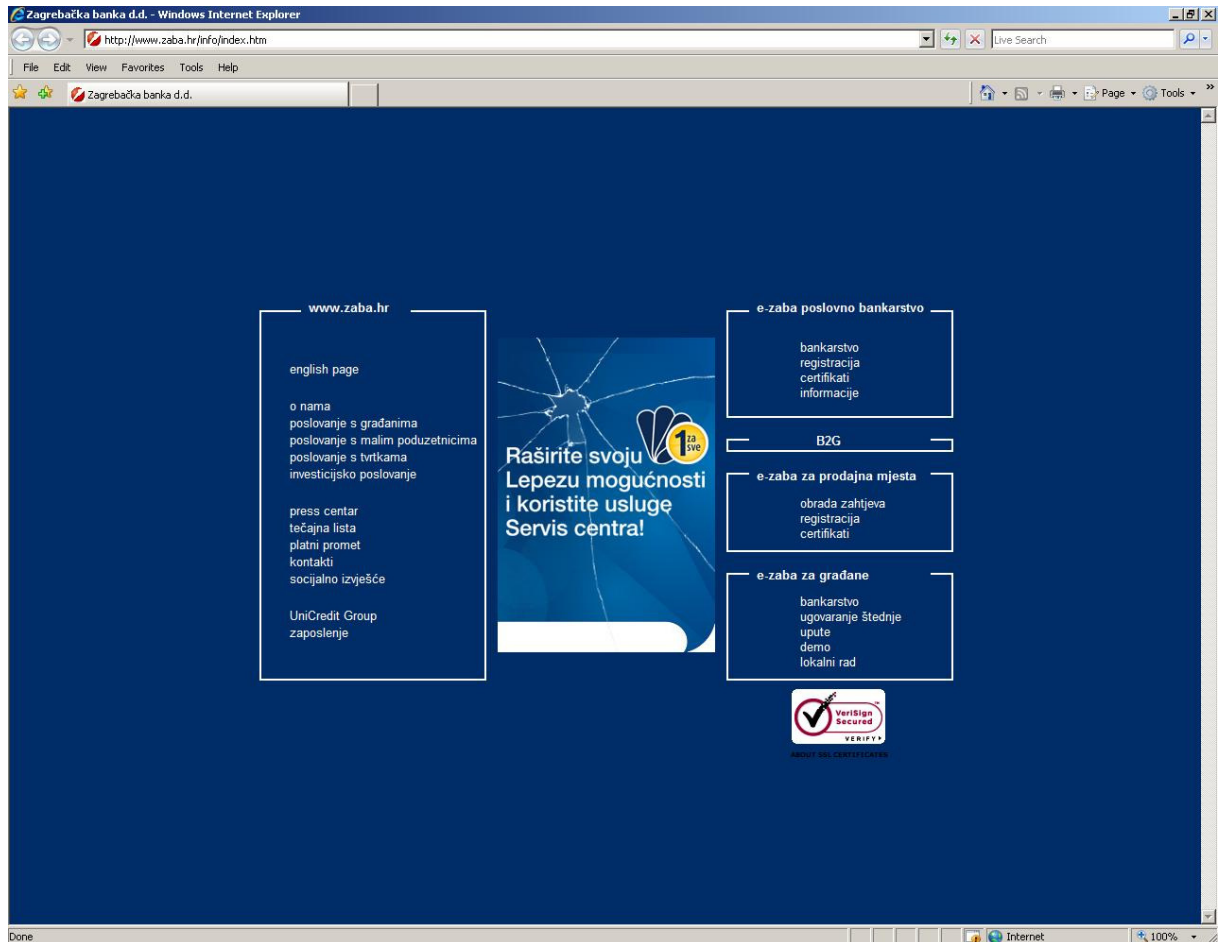 Zagrebačka banka d.d. - Windows Internet Explorer
http://www.zaba.hr/info/index.htm
Live Search
File Edit View Favorites Tools Help
Zagrebačka banka d.d.
Page Tools
www.zaba.hr
english page
o nama
poslovanje s građanima
poslovanje s malim poduzetnicima
poslovanje s tvrtkama
investicijsko poslovanje
press centar
tečajna lista
platni promet
kontakti
socijalno izvješće
UniCredit Group
zaposlenje
1 za sve
Raširite svoju
Lepezu mogućnosti
i koristite usluge
Servis centra!
e-zaba poslovno bankarstvo
bankarstvo
registracija
certifikati
informacije
B2G
e-zaba za prodajna mjesta
obrada zahtjeva
registracija
certifikati
e-zaba za građane
bankarstvo
ugovaranje štednje
upute
demo
lokalni rad
VeriSign
Secured
VERIFY
ABOUT SSL CERTIFICATES
Done
Internet
100%